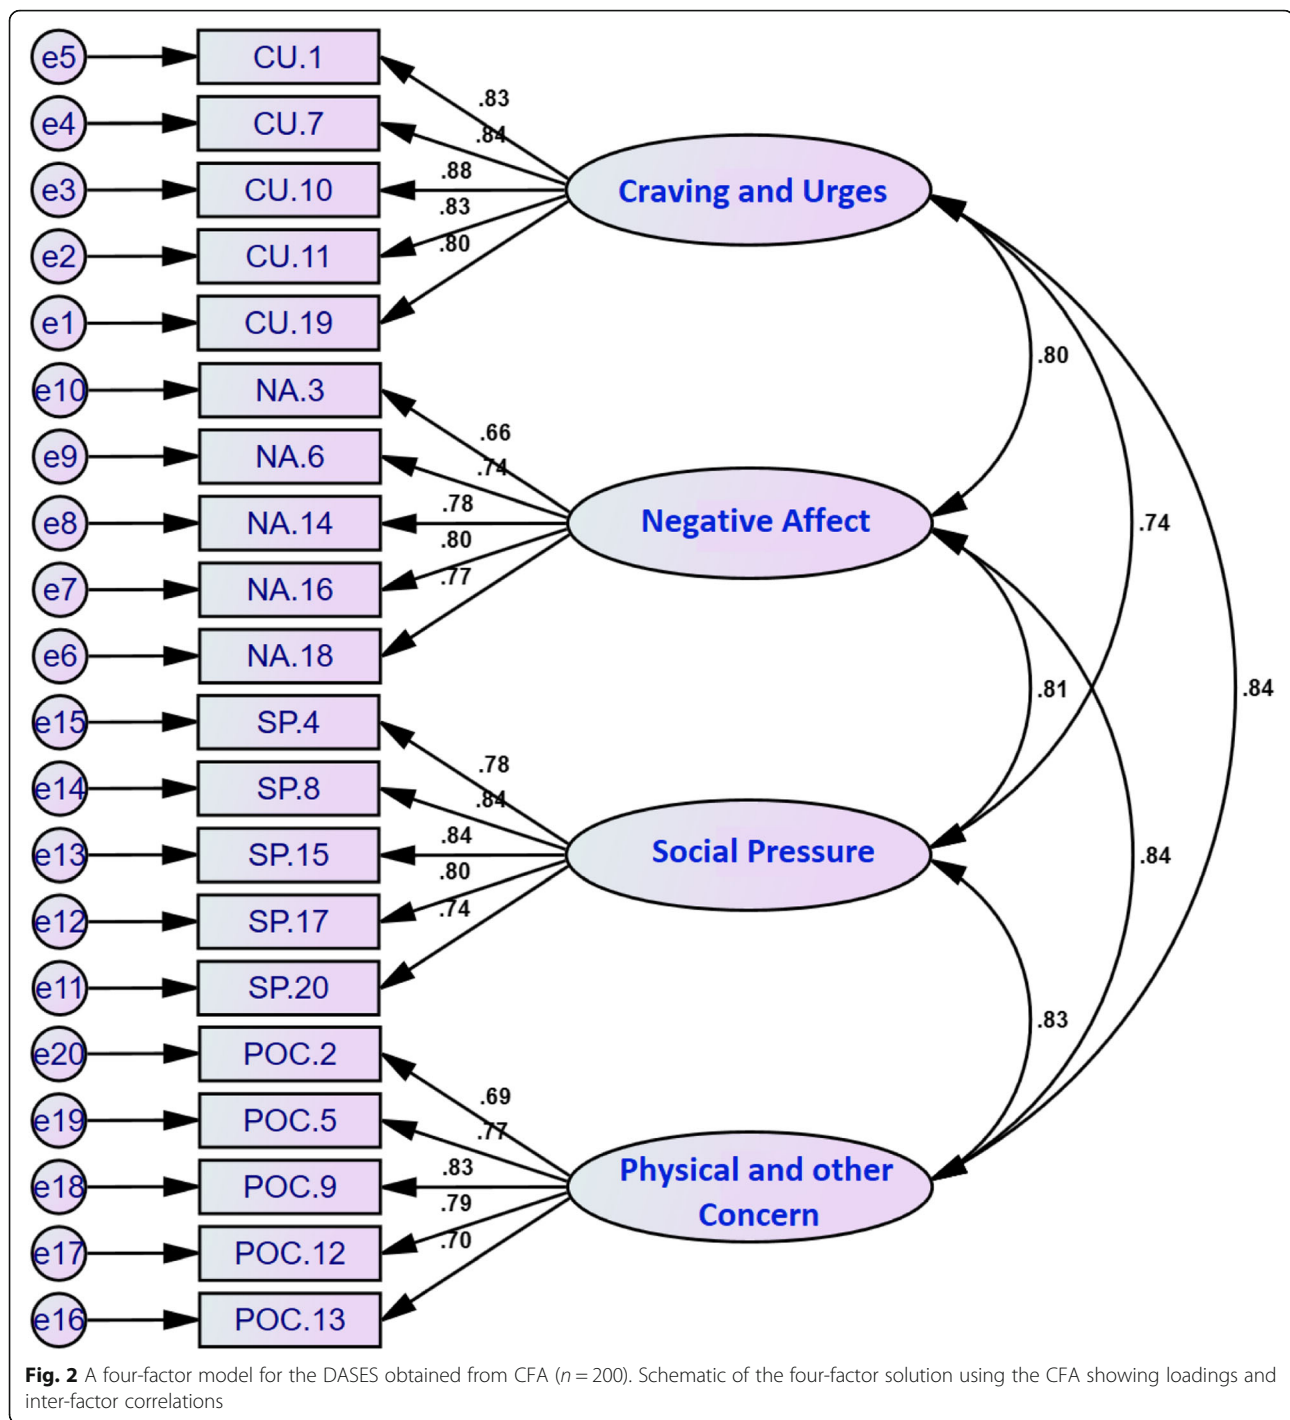 e5 CU.1
.83
e4 CU.7
.84
e3 CU.10
.88
Craving and Urges
.83
e2 CU.11
.80
e1 CU.19
.80
e10 NA.3
.66
e9 NA.6
.74
e8 NA.14
.78
Negative Affect
.74
.80
e7 NA.16
.77
e6 NA.18
.81
.84
e15 SP.4
.78
e14 SP.8
.84
e13 SP.15
.84
Social Pressure
.84
.80
e12 SP.17
.74
e11 SP.20
.83
e20 POC.2
.69
e19 POC.5
.77
e18 POC.9
.83
Physical and other
Concern
.79
e17 POC.12
.70
e16 POC.13
Fig. 2 A four-factor model for the DASES obtained from CFA (n = 200). Schematic of the four-factor solution using the CFA showing loadings and
inter-factor correlations